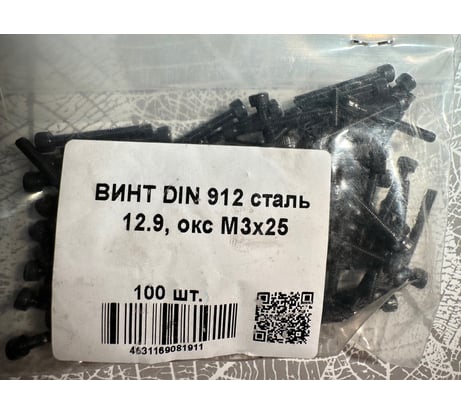 ВИНТ DIN 912 сталь
12.9, окс М3х25
100 шт.
4631169081911